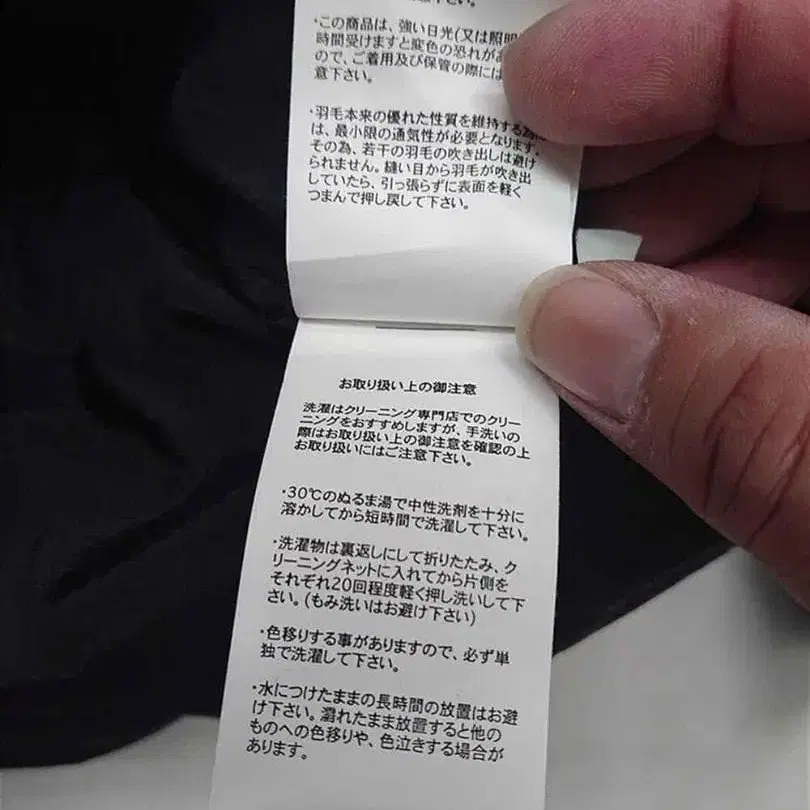 ・この商品は、強い日光(又は照明
時間受けますと変色の恐れがあ
ので、ご着用及び保管の際には
意下さい。
・羽毛本来の優れた性質を維持する為に
は、最小限の通気性が必要となります。
その為、若干の羽毛の吹き出しは避け
られません。縫い目から羽毛が吹き出
していたら、引っ張らずに表面を軽く
つまんで押し戻して下さい。
お取り扱い上の御注意
洗濯はクリーニング専門店でのクリー
ニングをおすすめしますが、手洗いの
際はお取り扱い上の御注意を確認の上
お取り扱いにはご注意下さい。
・30℃のぬるま湯で中性洗剤を十分に
溶かしてから短時間で洗濯して下さい。
・洗濯物は裏返しにして折りたたみ、ク
リーニングネットに入れてから片側を
それぞれ20回程度軽く押し洗いして下
さい。(もみ洗いはお避け下さい)
・色移りする事がありますので、必ず単
独で洗濯して下さい。
・水につけたままの長時間の放置はお避
け下さい。濡れたまま放置すると他の
ものへの色移りや、色泣きする場合が
あります。